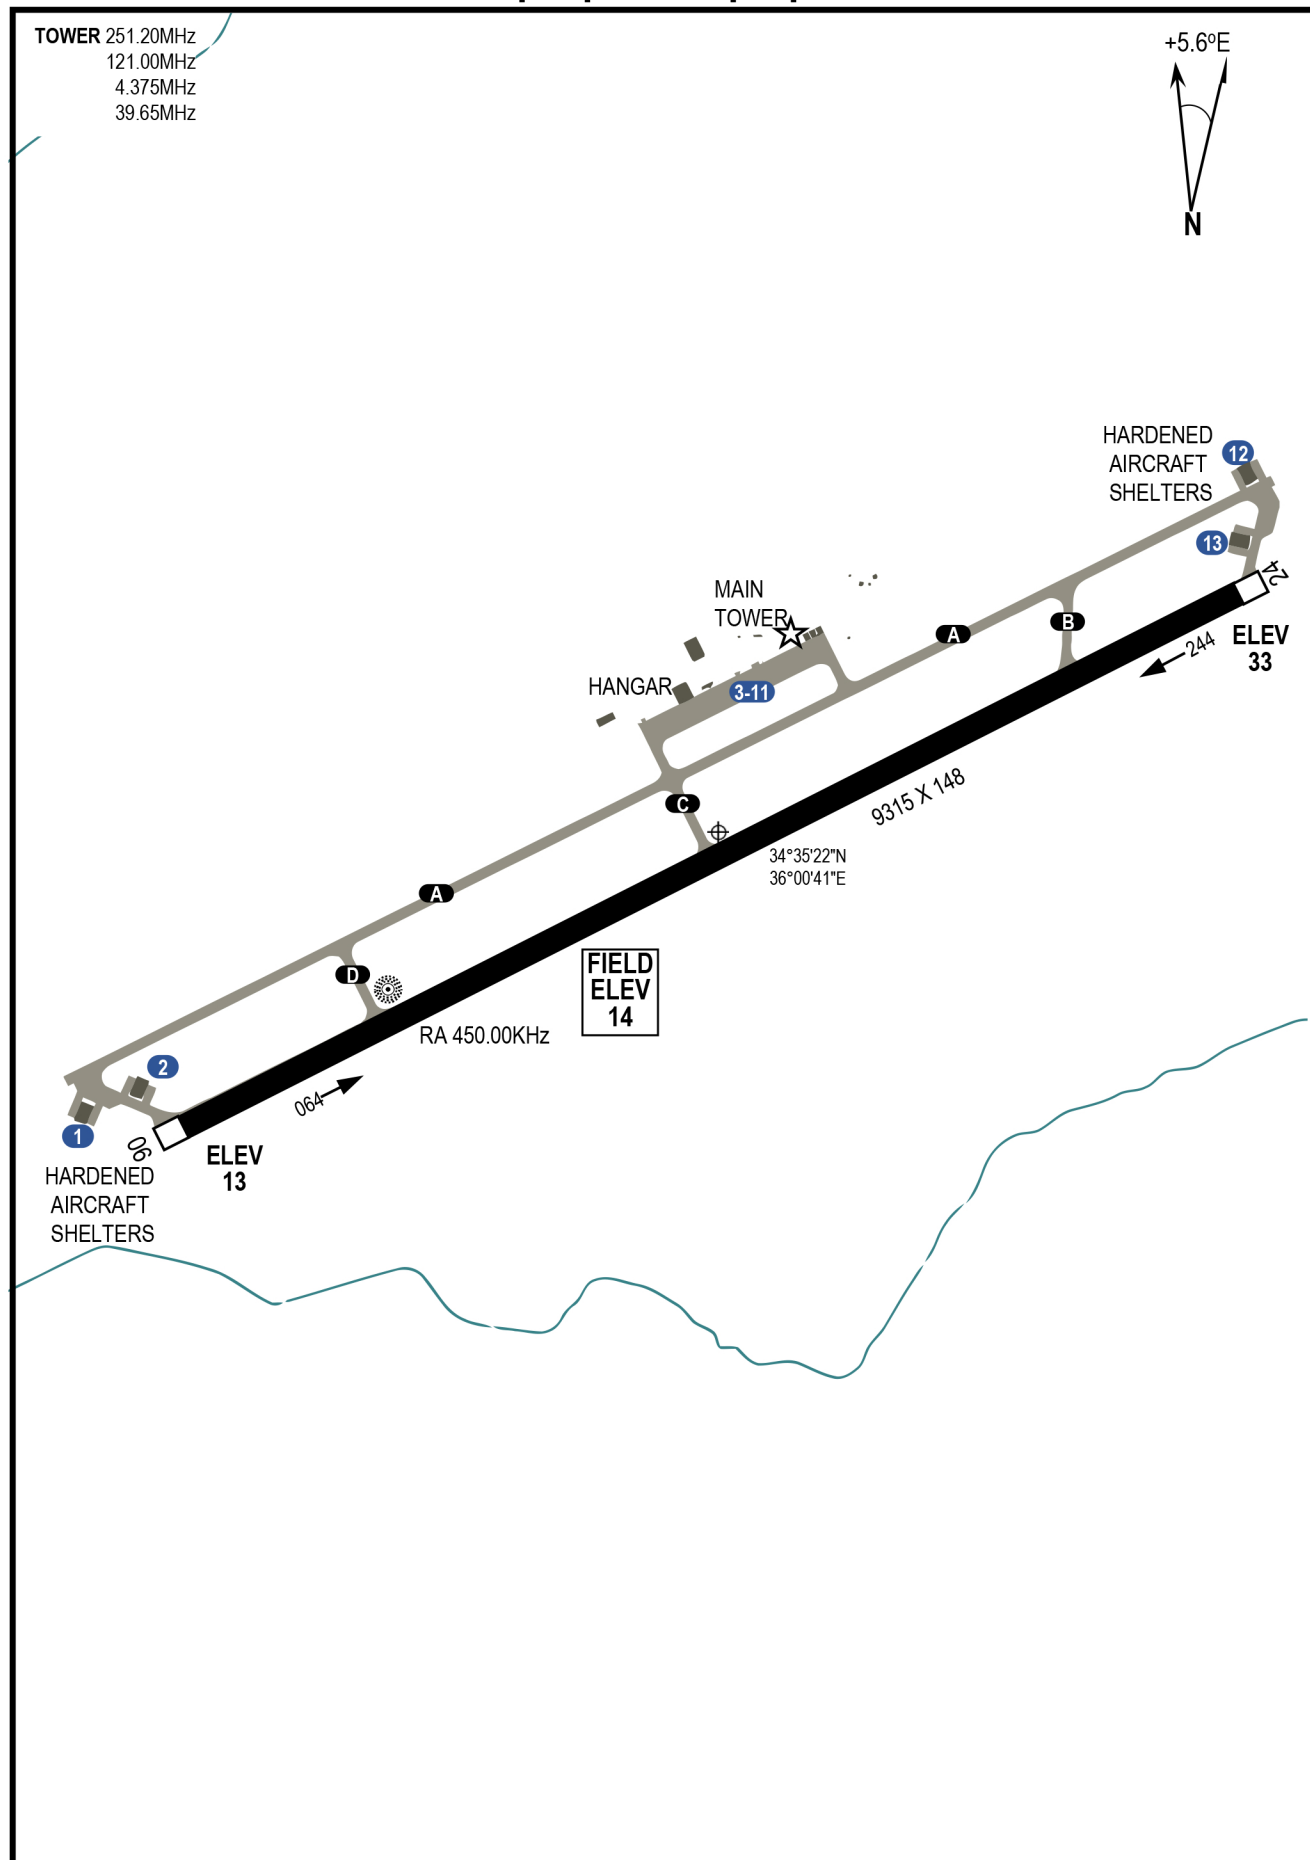 TOWER 251.20MHz
121.00MHz
4.375MHz
39.65MHz
+5.6ºE
N
HARDENED
AIRCRAFT
SHELTERS
12
13
24
MAIN
TOWER
A
B
244
ELEV
33
HANGAR
3-11
C
9315 X 148
34°35'22"N
36°00'41"E
A
D
FIELD
ELEV
14
RA 450.00KHz
2
064
1
06
ELEV
13
HARDENED
AIRCRAFT
SHELTERS